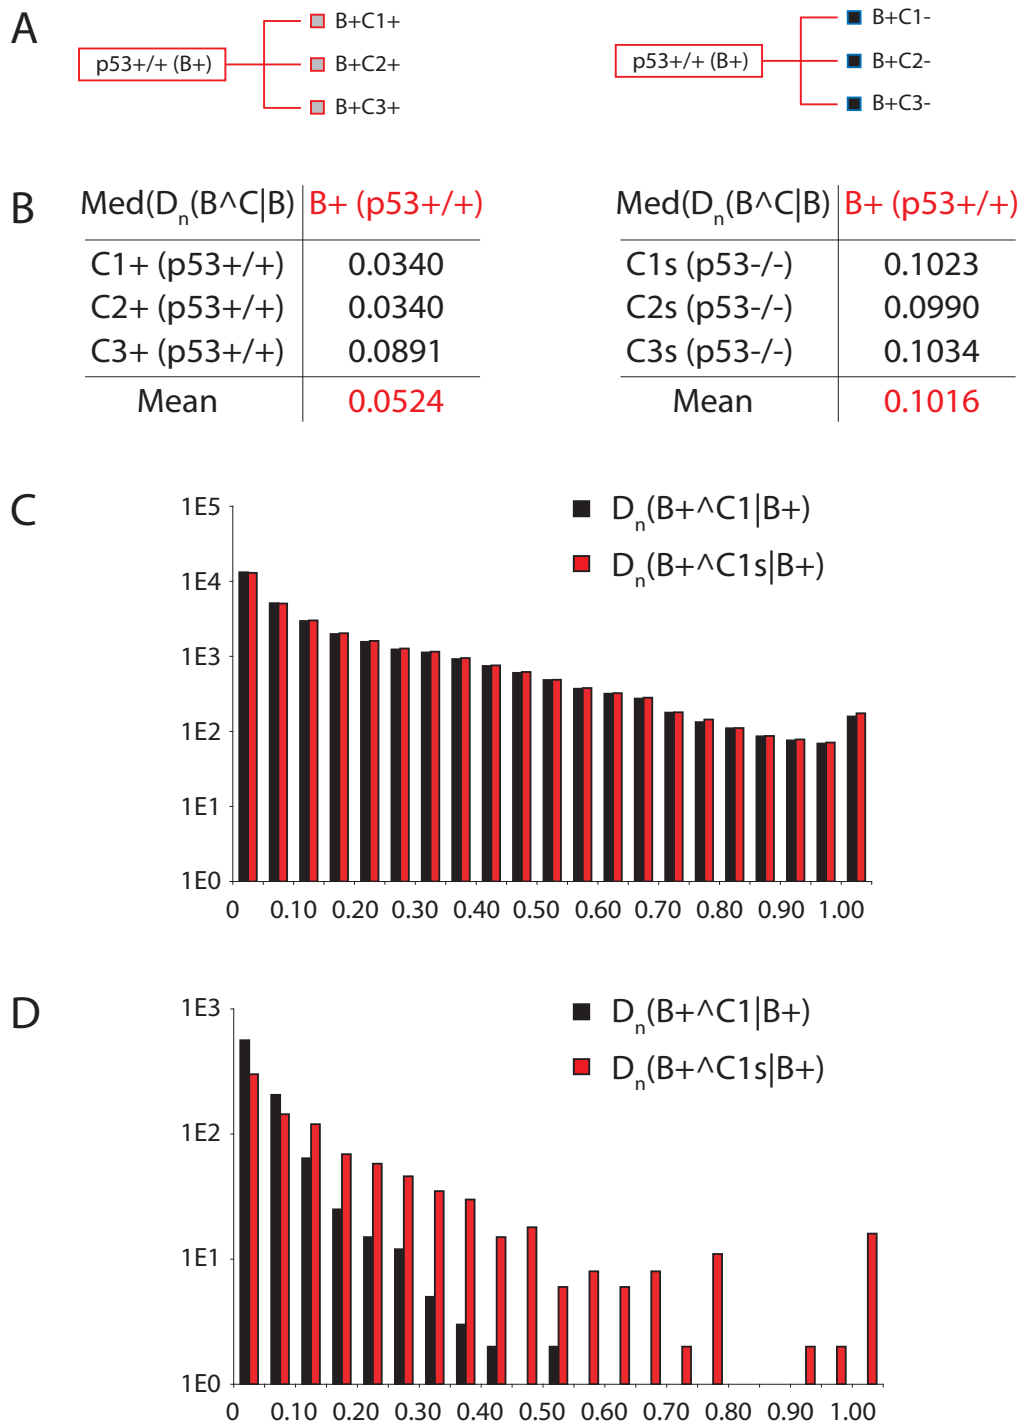 A
p53+/+ (B+)
B+C1+
B+C2+
B+C3+
p53+/+ (B+)
B+C1-
B+C2-
B+C3-
B
Med(Dn(B^C|B) B+ (p53+/+)
C1+ (p53+/+) 0.0340
C2+ (p53+/+) 0.0340
C3+ (p53+/+) 0.0891
Mean 0.0524
Med(Dn(B^C|B) B+ (p53+/+)
C1s (p53-/-) 0.1023
C2s (p53-/-) 0.0990
C3s (p53-/-) 0.1034
Mean 0.1016
C
Dn(B+^C1|B+)
Dn(B+^C1s|B+)
1E5
1E4
1E3
1E2
1E1
1E0
0 0.10 0.20 0.30 0.40 0.50 0.60 0.70 0.80 0.90 1.00
D
Dn(B+^C1|B+)
Dn(B+^C1s|B+)
1E3
1E2
1E1
1E0
0 0.10 0.20 0.30 0.40 0.50 0.60 0.70 0.80 0.90 1.00